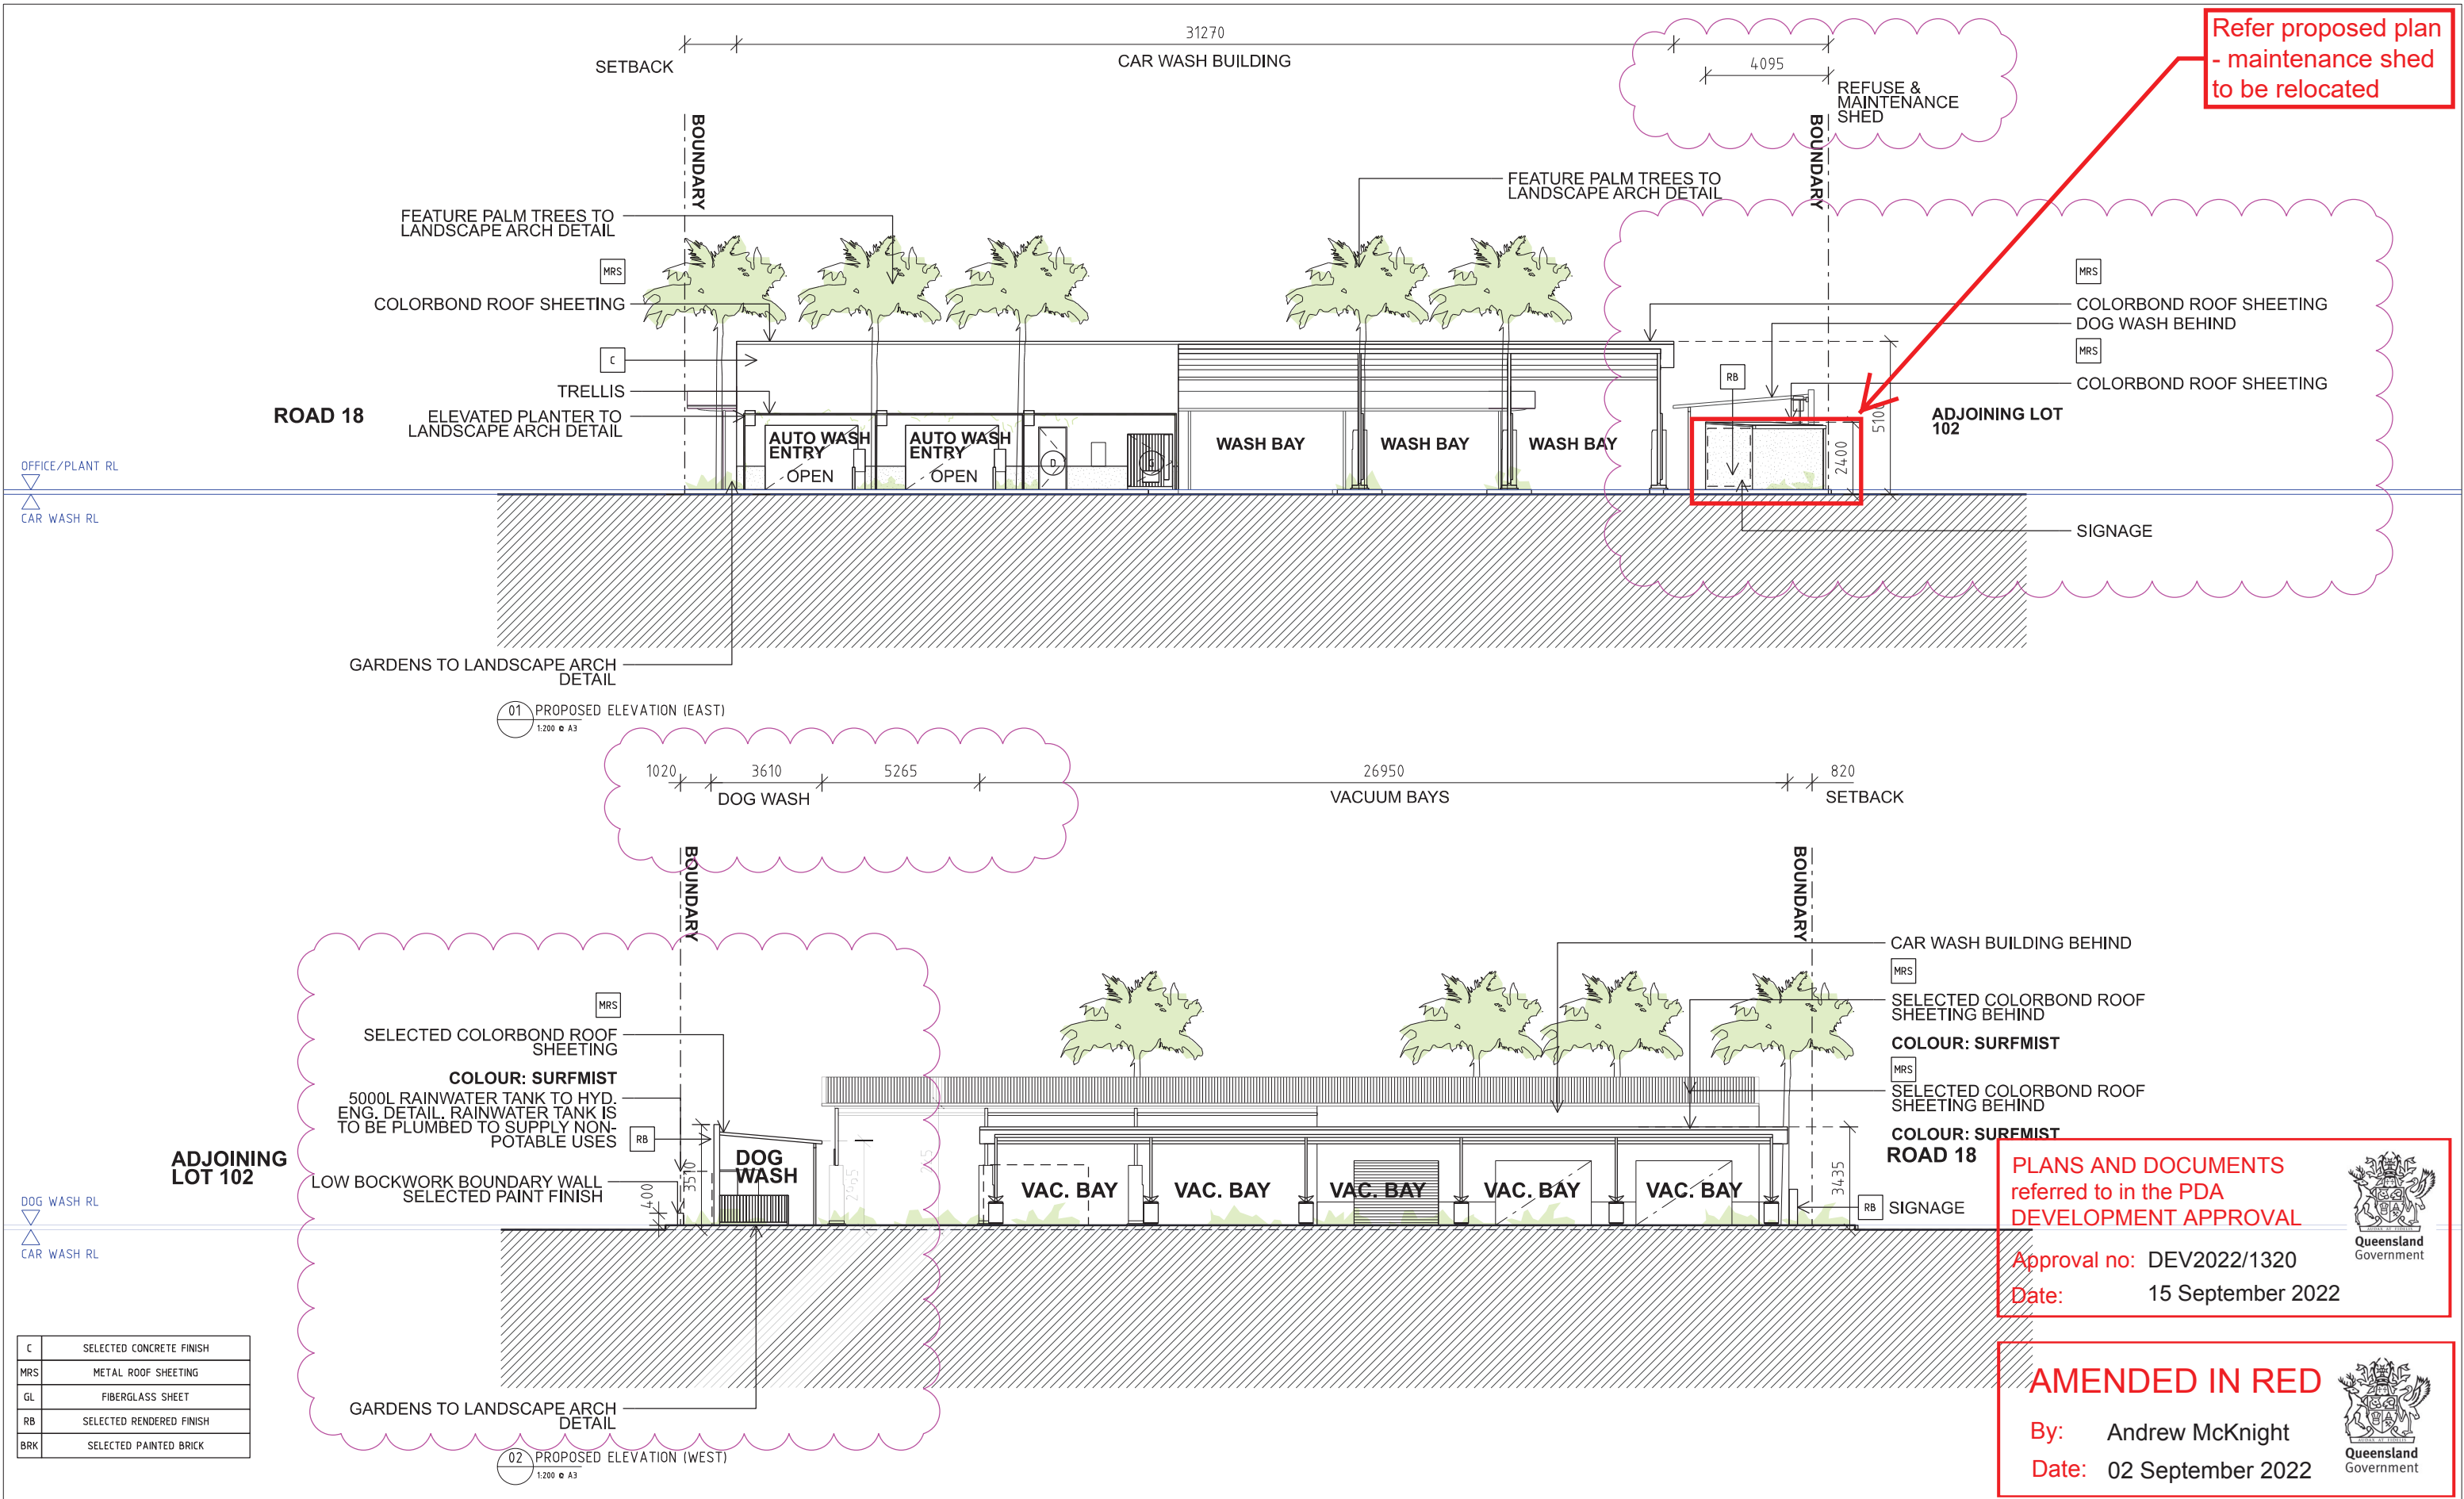 31270
CAR WASH BUILDING
SETBACK
4095
REFUSE &
MAINTENANCE
SHED
Refer proposed plan
- maintenance shed
to be relocated
BOUNDARY
BOUNDARY
FEATURE PALM TREES TO
LANDSCAPE ARCH DETAIL
FEATURE PALM TREES TO
LANDSCAPE ARCH DETAIL
MRS
COLORBOND ROOF SHEETING
C
TRELLIS
ROAD 18
ELEVATED PLANTER TO
LANDSCAPE ARCH DETAIL
MRS
COLORBOND ROOF SHEETING
DOG WASH BEHIND
MRS
COLORBOND ROOF SHEETING
RB
5100
2400
ADJOINING LOT
102
AUTO WASH
ENTRY
OPEN
AUTO WASH
ENTRY
OPEN
D
WASH BAY
WASH BAY
WASH BAY
OFFICE/PLANT RL
CAR WASH RL
SIGNAGE
GARDENS TO LANDSCAPE ARCH
DETAIL
01 PROPOSED ELEVATION (EAST)
1:200 @ A3
1020
3610
5265
26950
820
DOG WASH
VACUUM BAYS
SETBACK
BOUNDARY
BOUNDARY
MRS
SELECTED COLORBOND ROOF
SHEETING
COLOUR: SURFMIST
5000L RAINWATER TANK TO HYD.
ENG. DETAIL. RAINWATER TANK IS
TO BE PLUMBED TO SUPPLY NON-
POTABLE USES
RB
ADJOINING
LOT 102
LOW BOCKWORK BOUNDARY WALL
SELECTED PAINT FINISH
400
3510
DOG
WASH
VAC. BAY
VAC. BAY
VAC. BAY
VAC. BAY
VAC. BAY
3435
CAR WASH BUILDING BEHIND
MRS
SELECTED COLORBOND ROOF
SHEETING BEHIND
COLOUR: SURFMIST
MRS
SELECTED COLORBOND ROOF
SHEETING BEHIND
COLOUR: SURFMIST
ROAD 18
RB
SIGNAGE
DOG WASH RL
CAR WASH RL
GARDENS TO LANDSCAPE ARCH
DETAIL
02 PROPOSED ELEVATION (WEST)
1:200 @ A3
C SELECTED CONCRETE FINISH
MRS METAL ROOF SHEETING
GL FIBERGLASS SHEET
RB SELECTED RENDERED FINISH
BRK SELECTED PAINTED BRICK
PLANS AND DOCUMENTS
referred to in the PDA
DEVELOPMENT APPROVAL
Approval no: DEV2022/1320
Date: 15 September 2022
Queensland
Government
AMENDED IN RED
By: Andrew McKnight
Date: 02 September 2022
Queensland
Government